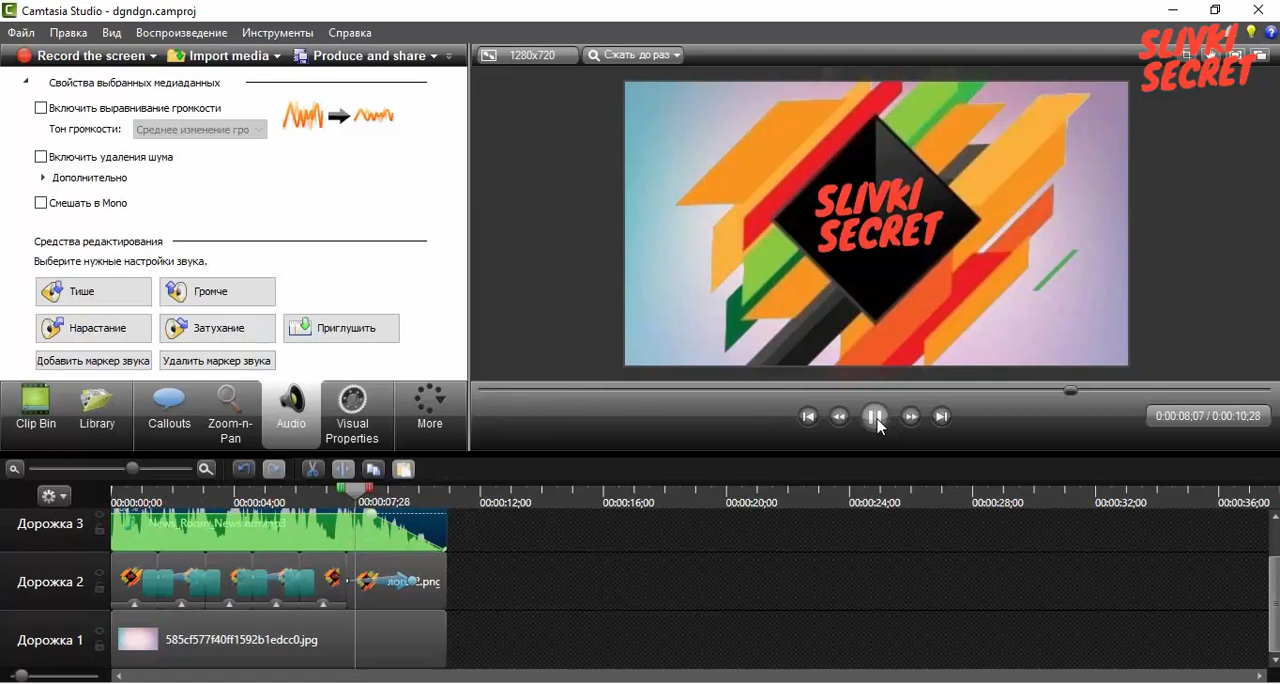 Camtasia Studio - dgndgn.camproj
Файл Правка Вид Воспроизведение Инструменты Справка
Record the screen Import media Produce and share
1280x720 Сжать до раз
SLIVKI
SECRET
Свойства выбранных медиаданных
Включить выравнивание громкости
Тон громкости: Среднее изменение гро
Включить удаления шума
Дополнительно
Смешать в Mono
Средства редактирования
Выберите нужные настройки звука.
Тише Громче
Нарастание Затухание Приглушить
Добавить маркер звука Удалить маркер звука
SLIVKI
SECRET
Clip Bin Library Callouts Zoom-n-Pan Audio Visual Properties More
0:00:08;07 / 0:00:10;28
00:00:00;00 00:00:04;00 00:00:07;28 00:00:12;00 00:00:16;00 00:00:20;00 00:00:24;00 00:00:28;00 00:00:32;00 00:00:36;00
Дорожка 3 News_Room_News
Дорожка 2 .png
Дорожка 1 585cf577f40ff1592b1edcc0.jpg